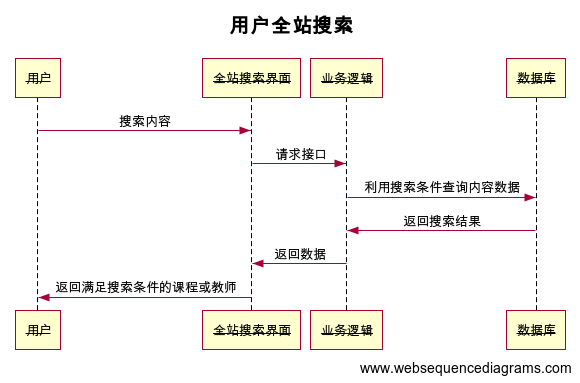 用户全站搜索
用户 全站搜索界面 业务逻辑 数据库
搜索内容
请求接口
利用搜索条件查询内容数据
返回搜索结果
返回数据
返回满足搜索条件的课程或教师
用户 全站搜索界面 业务逻辑 数据库
www.websequencediagrams.com